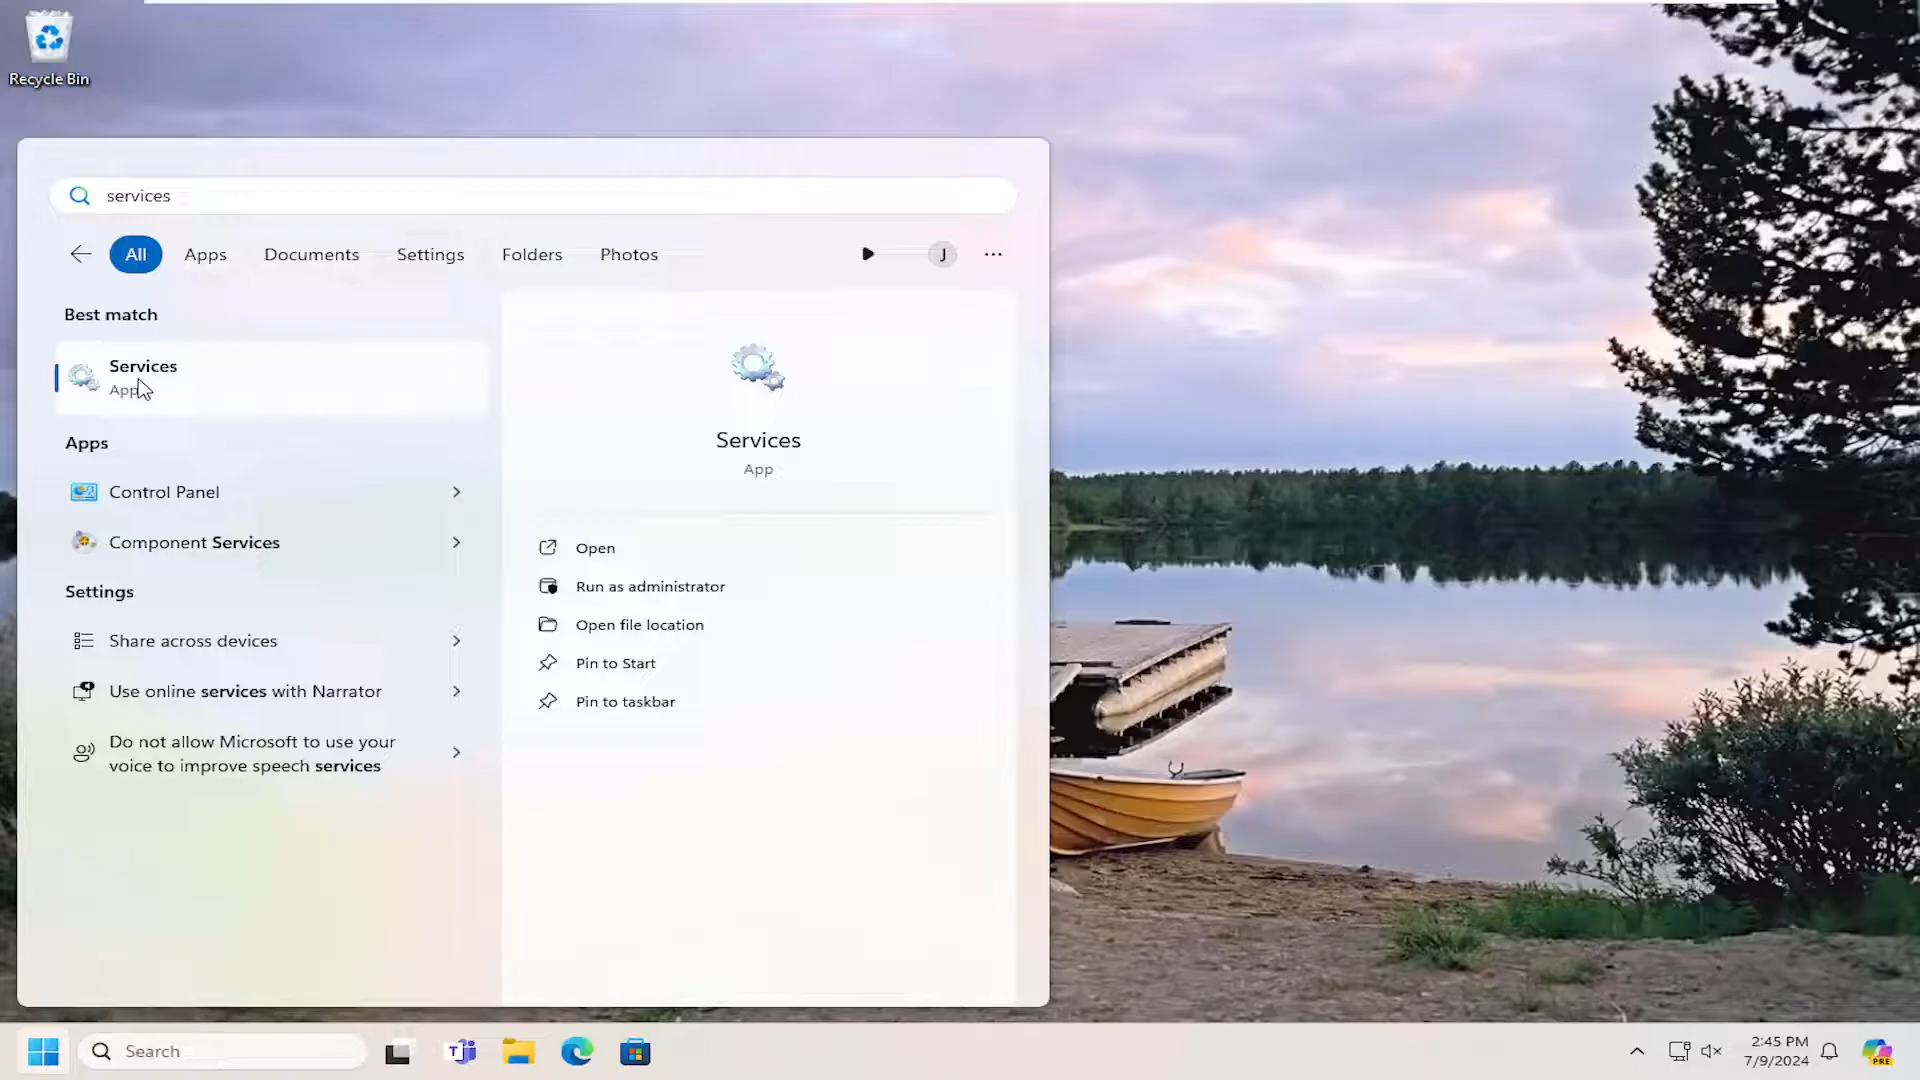 Recycle Bin
services
All
Apps
Documents
Settings
Folders
Photos
J
Best match
Services
App
Apps
Control Panel
Component Services
Settings
Share across devices
Use online services with Narrator
Do not allow Microsoft to use your
voice to improve speech services
Services
App
Open
Run as administrator
Open file location
Pin to Start
Pin to taskbar
Search
2:45 PM
7/9/2024
PRE